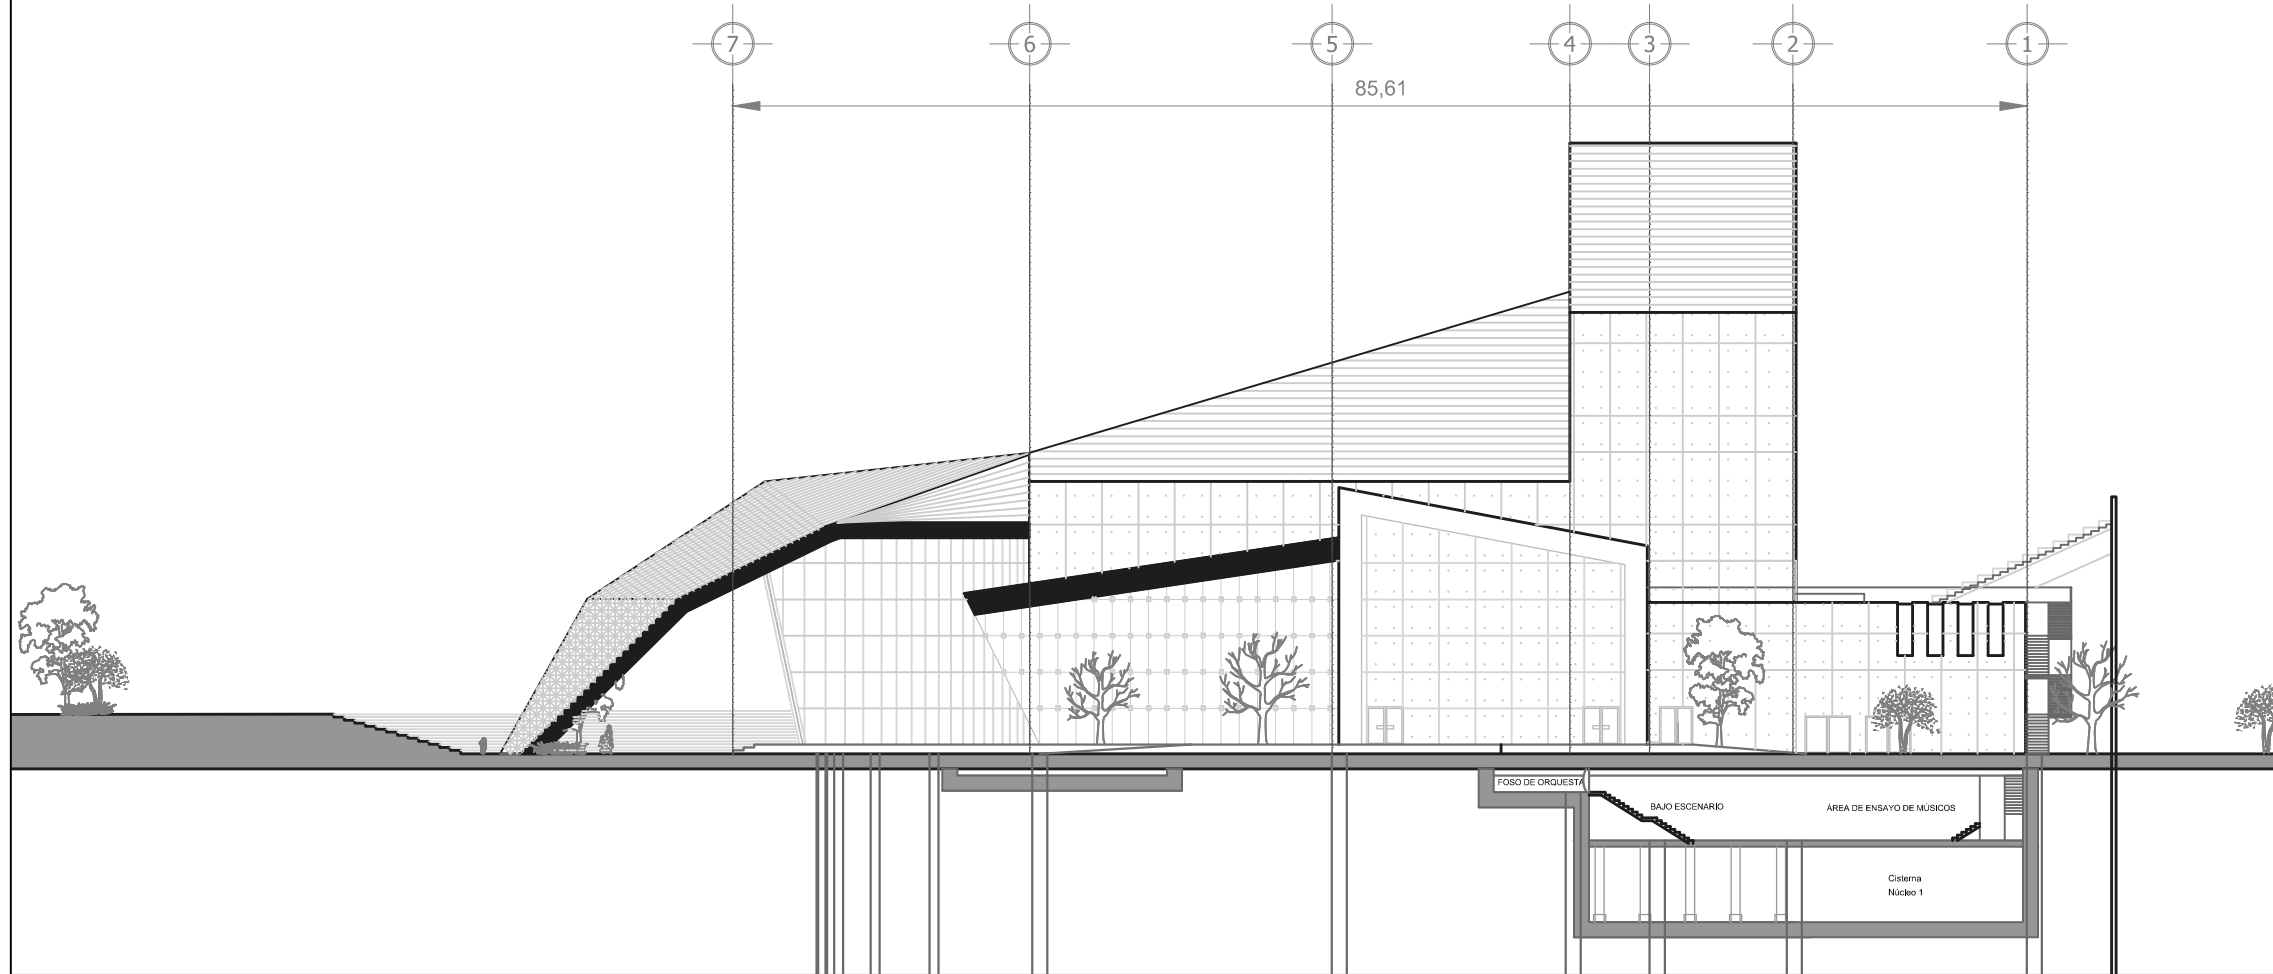 7 6 5 4 3 2 1
85,61
FOSO DE ORQUESTA
BAJO ESCENARIO
ÁREA DE ENSAYO DE MÚSICOS
Cisterna
Núcleo 1